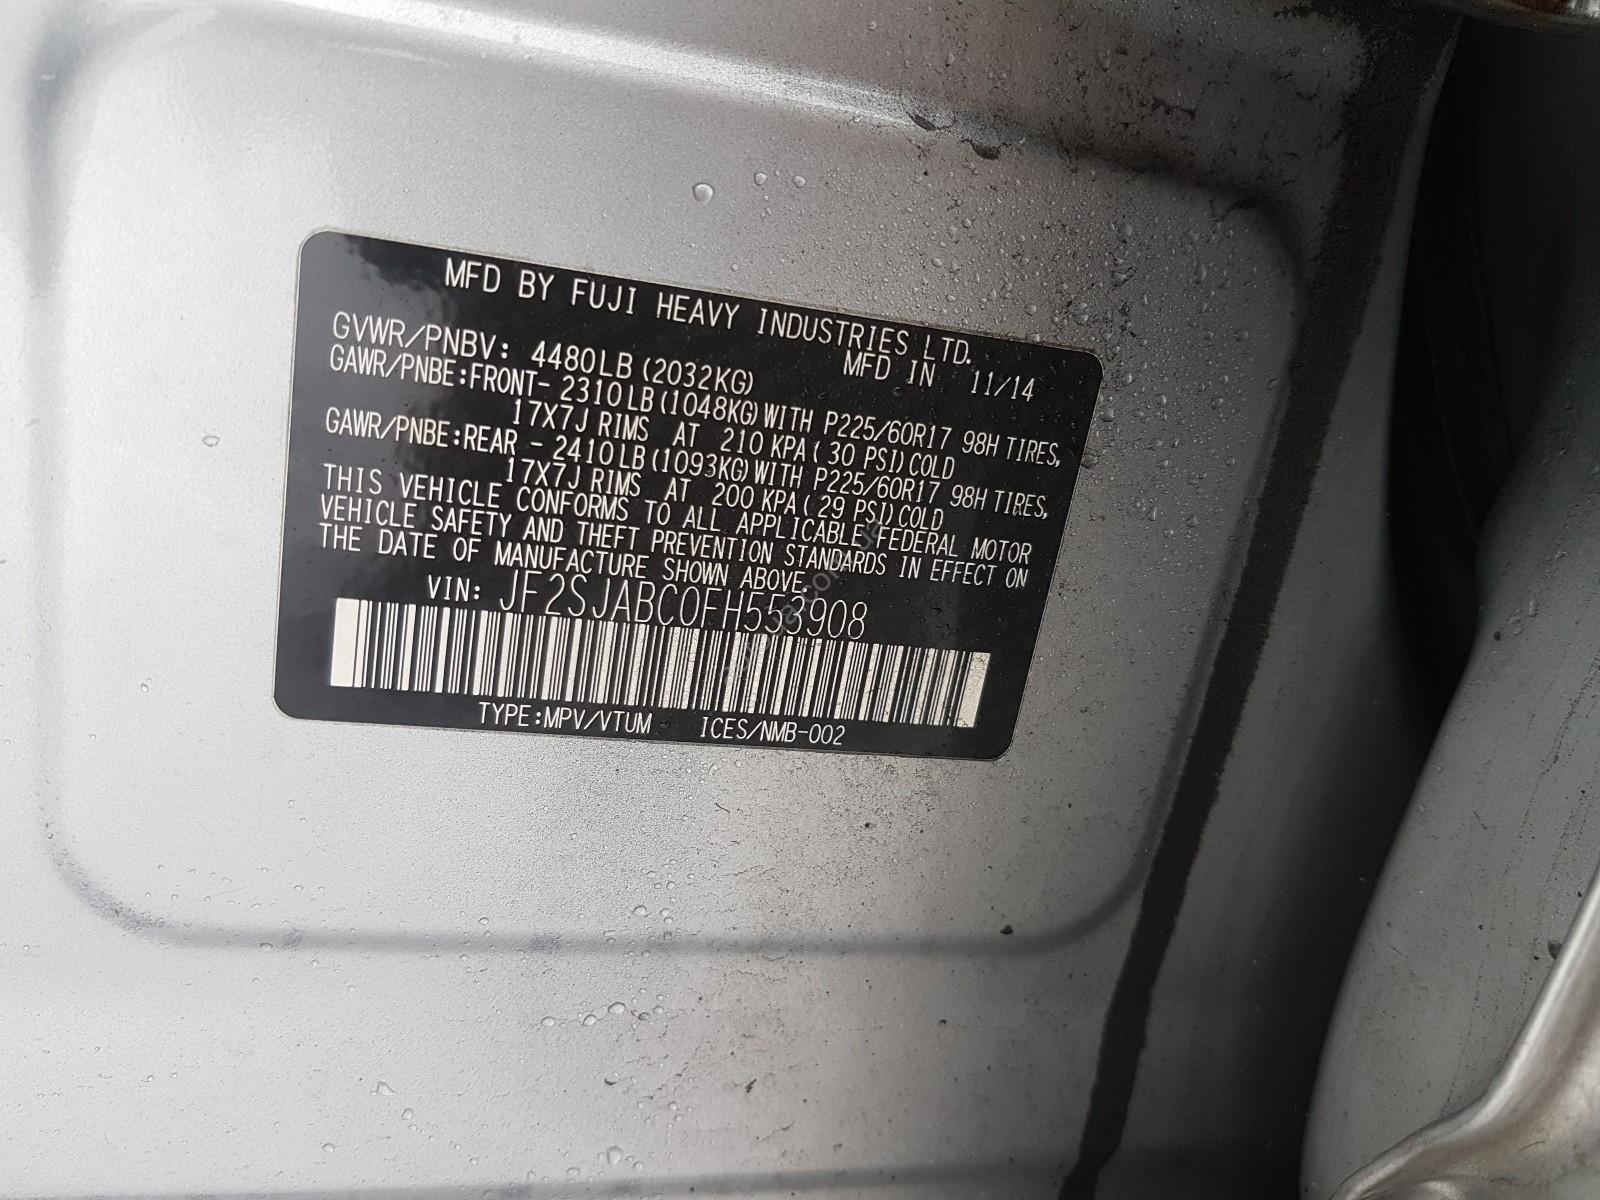 MFD BY FUJI HEAVY INDUSTRIES LTD.
GVWR/PNBV: 4480LB(2032KG) MFD IN 11/14
GAWR/PNBE:FRONT- 2310LB(1048KG)WITH P225/60R17 98H TIRES,
17X7J RIMS AT 210 KPA( 30 PSI)COLD
GAWR/PNBE:REAR - 2410LB(1093KG)WITH P225/60R17 98H TIRES,
17X7J RIMS AT 200 KPA( 29 PSI)COLD
THIS VEHICLE CONFORMS TO ALL APPLICABLE FEDERAL MOTOR
VEHICLE SAFETY AND THEFT PREVENTION STANDARDS IN EFFECT ON
THE DATE OF MANUFACTURE SHOWN ABOVE.
VIN: JF2SJABC0FH553908
TYPE:MPV/VTUM ICES/NMB-002